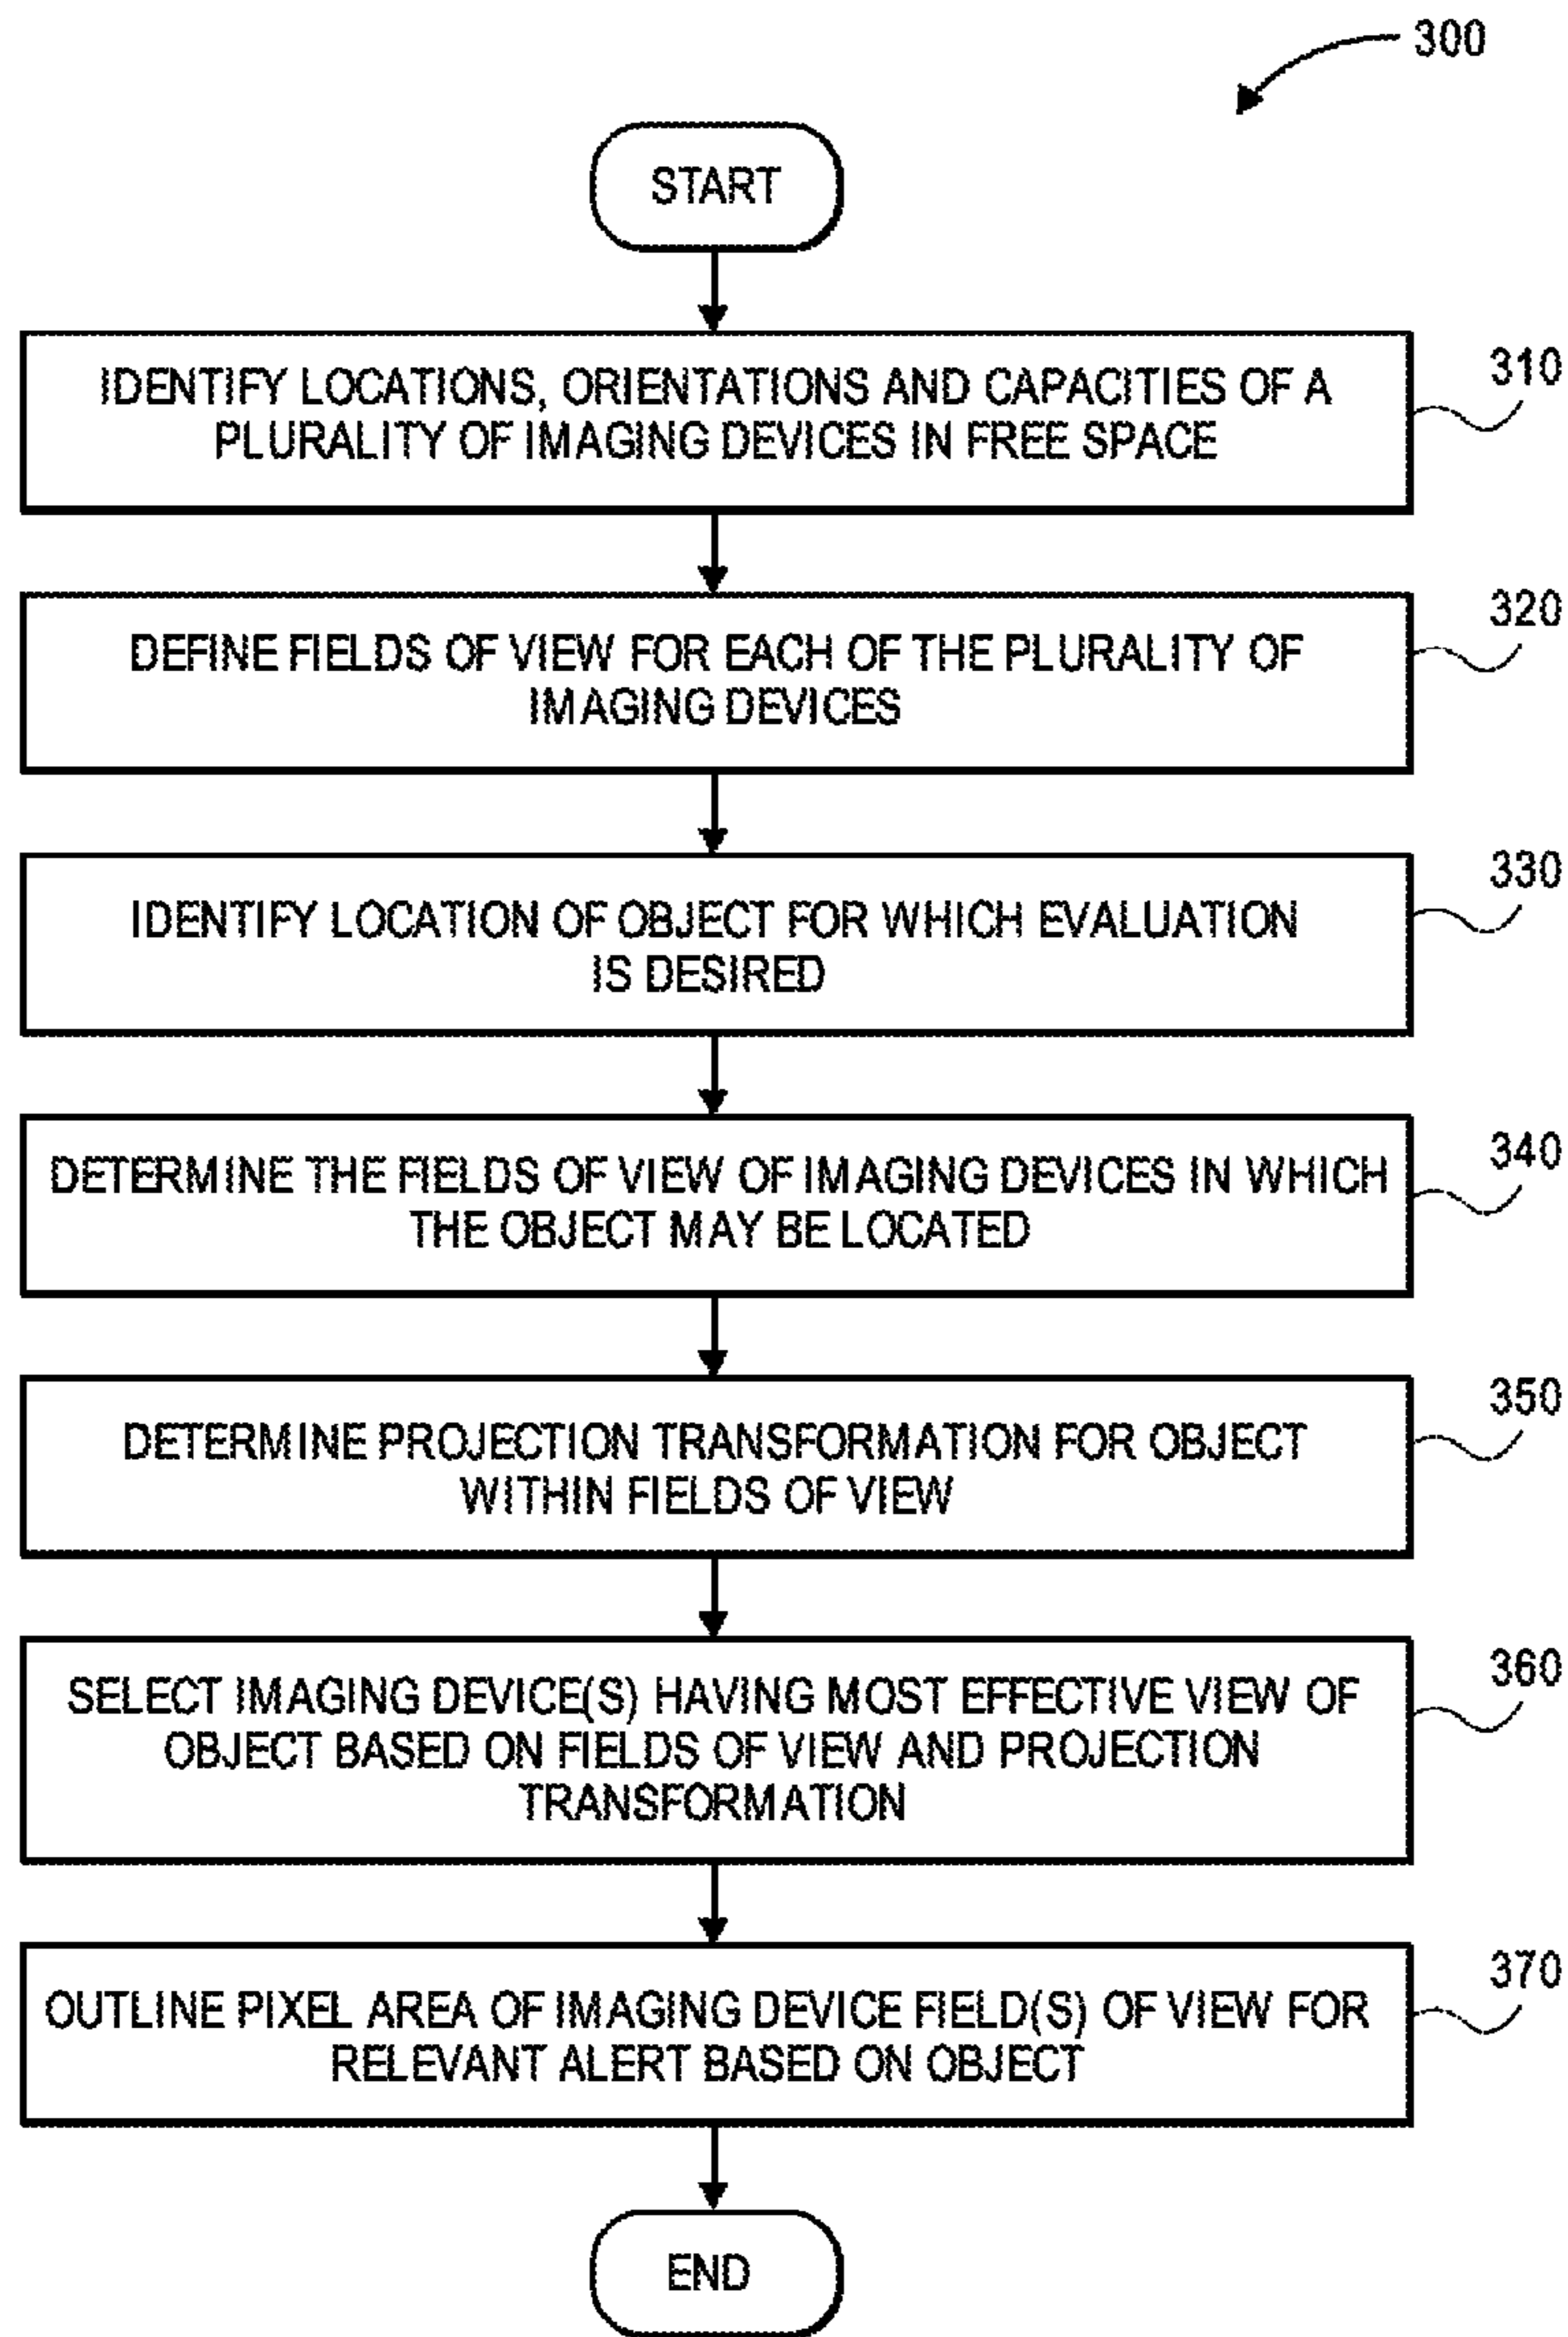 300
START
IDENTIFY LOCATIONS, ORIENTATIONS AND CAPACITIES OF A
PLURALITY OF IMAGING DEVICES IN FREE SPACE
310
DEFINE FIELDS OF VIEW FOR EACH OF THE PLURALITY OF
IMAGING DEVICES
320
IDENTIFY LOCATION OF OBJECT FOR WHICH EVALUATION
IS DESIRED
330
DETERMINE THE FIELDS OF VIEW OF IMAGING DEVICES IN WHICH
THE OBJECT MAY BE LOCATED
340
DETERMINE PROJECTION TRANSFORMATION FOR OBJECT
WITHIN FIELDS OF VIEW
350
SELECT IMAGING DEVICE(S) HAVING MOST EFFECTIVE VIEW OF
OBJECT BASED ON FIELDS OF VIEW AND PROJECTION
TRANSFORMATION
360
OUTLINE PIXEL AREA OF IMAGING DEVICE FIELD(S) OF VIEW FOR
RELEVANT ALERT BASED ON OBJECT
370
END